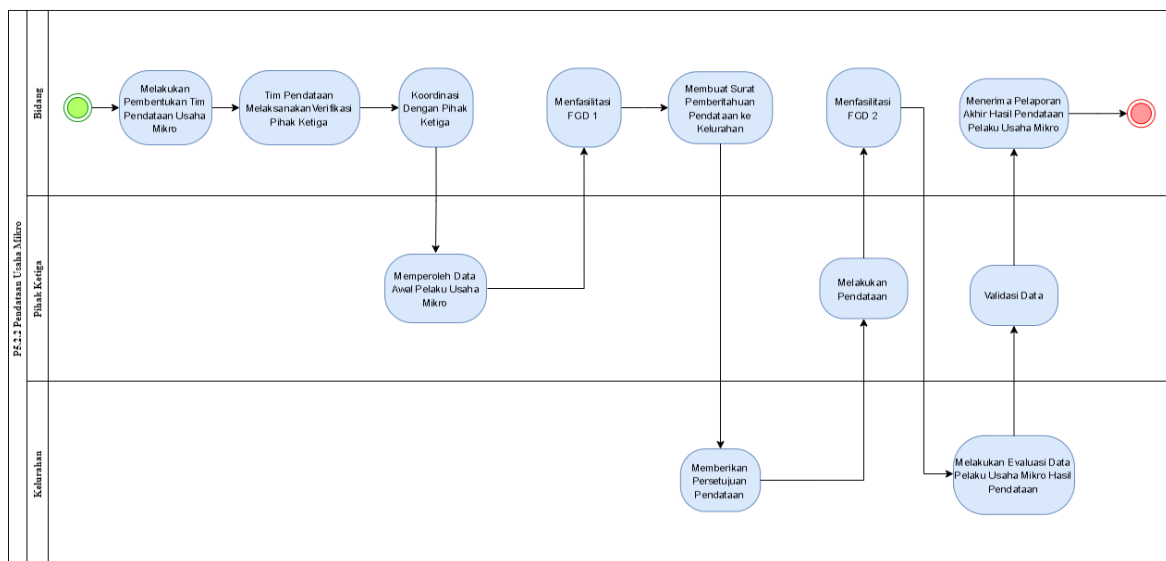 P5.2.2 Pendataan Usaha Mikro
Bidang
Melakukan
Pembentukan Tim
Pendataan Usaha
Mikro
Tim Pendataan
Melaksanakan Verifikasi
Pihak Ketiga
Koordinasi
Dengan Pihak
Ketiga
Menfasilitasi
FGD 1
Membuat Surat
Pemberitahuan
Pendataan ke
Kelurahan
Menfasilitasi
FGD 2
Menerima Pelaporan
Akhir Hasil Pendataan
Pelaku Usaha Mikro
Pihak Ketiga
Memperoleh Data
Awal Pelaku Usaha
Mikro
Melakukan
Pendataan
Validasi Data
Kelurahan
Memberikan
Persetujuan
Pendataan
Melakukan Evaluasi Data
Pelaku Usaha Mikro Hasil
Pendataan